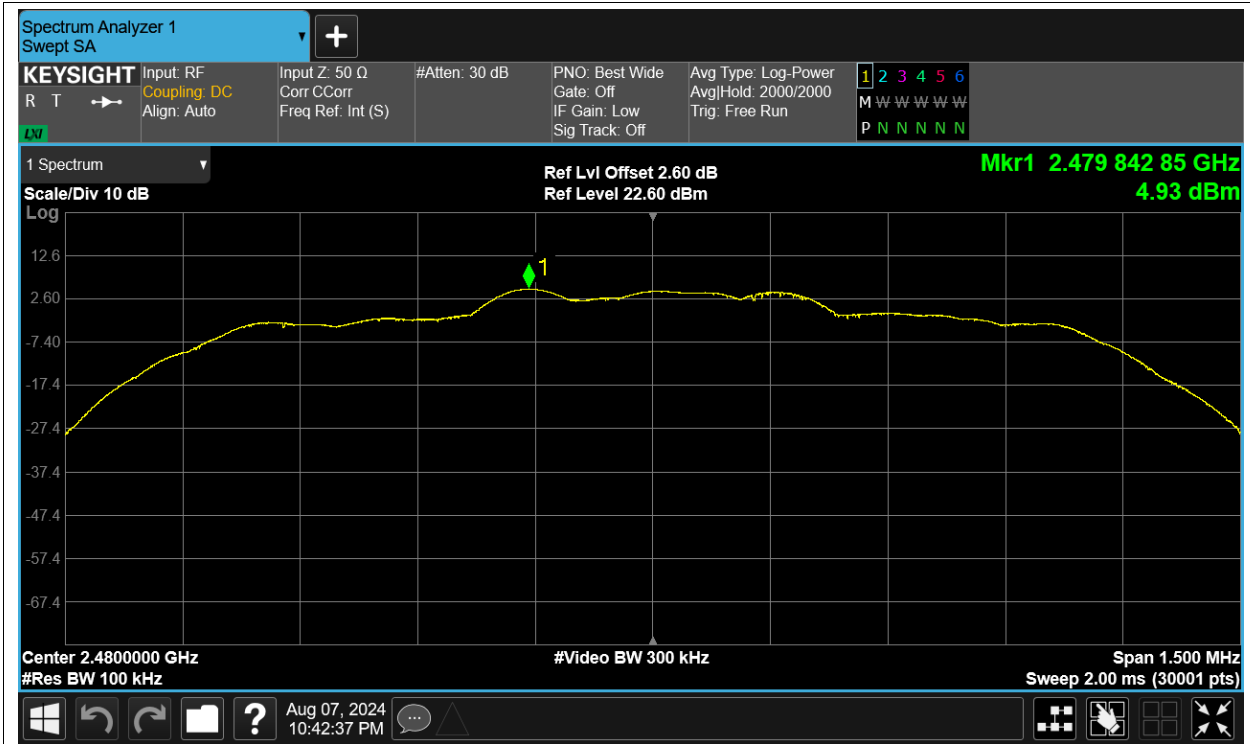 Spectrum Analyzer 1
Swept SA
KEYSIGHT
R T
LXI
Input: RF
Coupling: DC
Align: Auto
Input Z: 50 Ω
Corr CCorr
Freq Ref: Int (S)
#Atten: 30 dB
PNO: Best Wide
Gate: Off
IF Gain: Low
Sig Track: Off
Avg Type: Log-Power
Avg|Hold: 2000/2000
Trig: Free Run
1 2 3 4 5 6
M W W W W W
P N N N N N
1 Spectrum
Scale/Div 10 dB
Log
Ref Lvl Offset 2.60 dB
Ref Level 22.60 dBm
Mkr1 2.479 842 85 GHz
4.93 dBm
1
12.6
2.60
-7.40
-17.4
-27.4
-37.4
-47.4
-57.4
-67.4
Center 2.4800000 GHz
#Res BW 100 kHz
#Video BW 300 kHz
Span 1.500 MHz
Sweep 2.00 ms (30001 pts)
?
Aug 07, 2024
10:42:37 PM